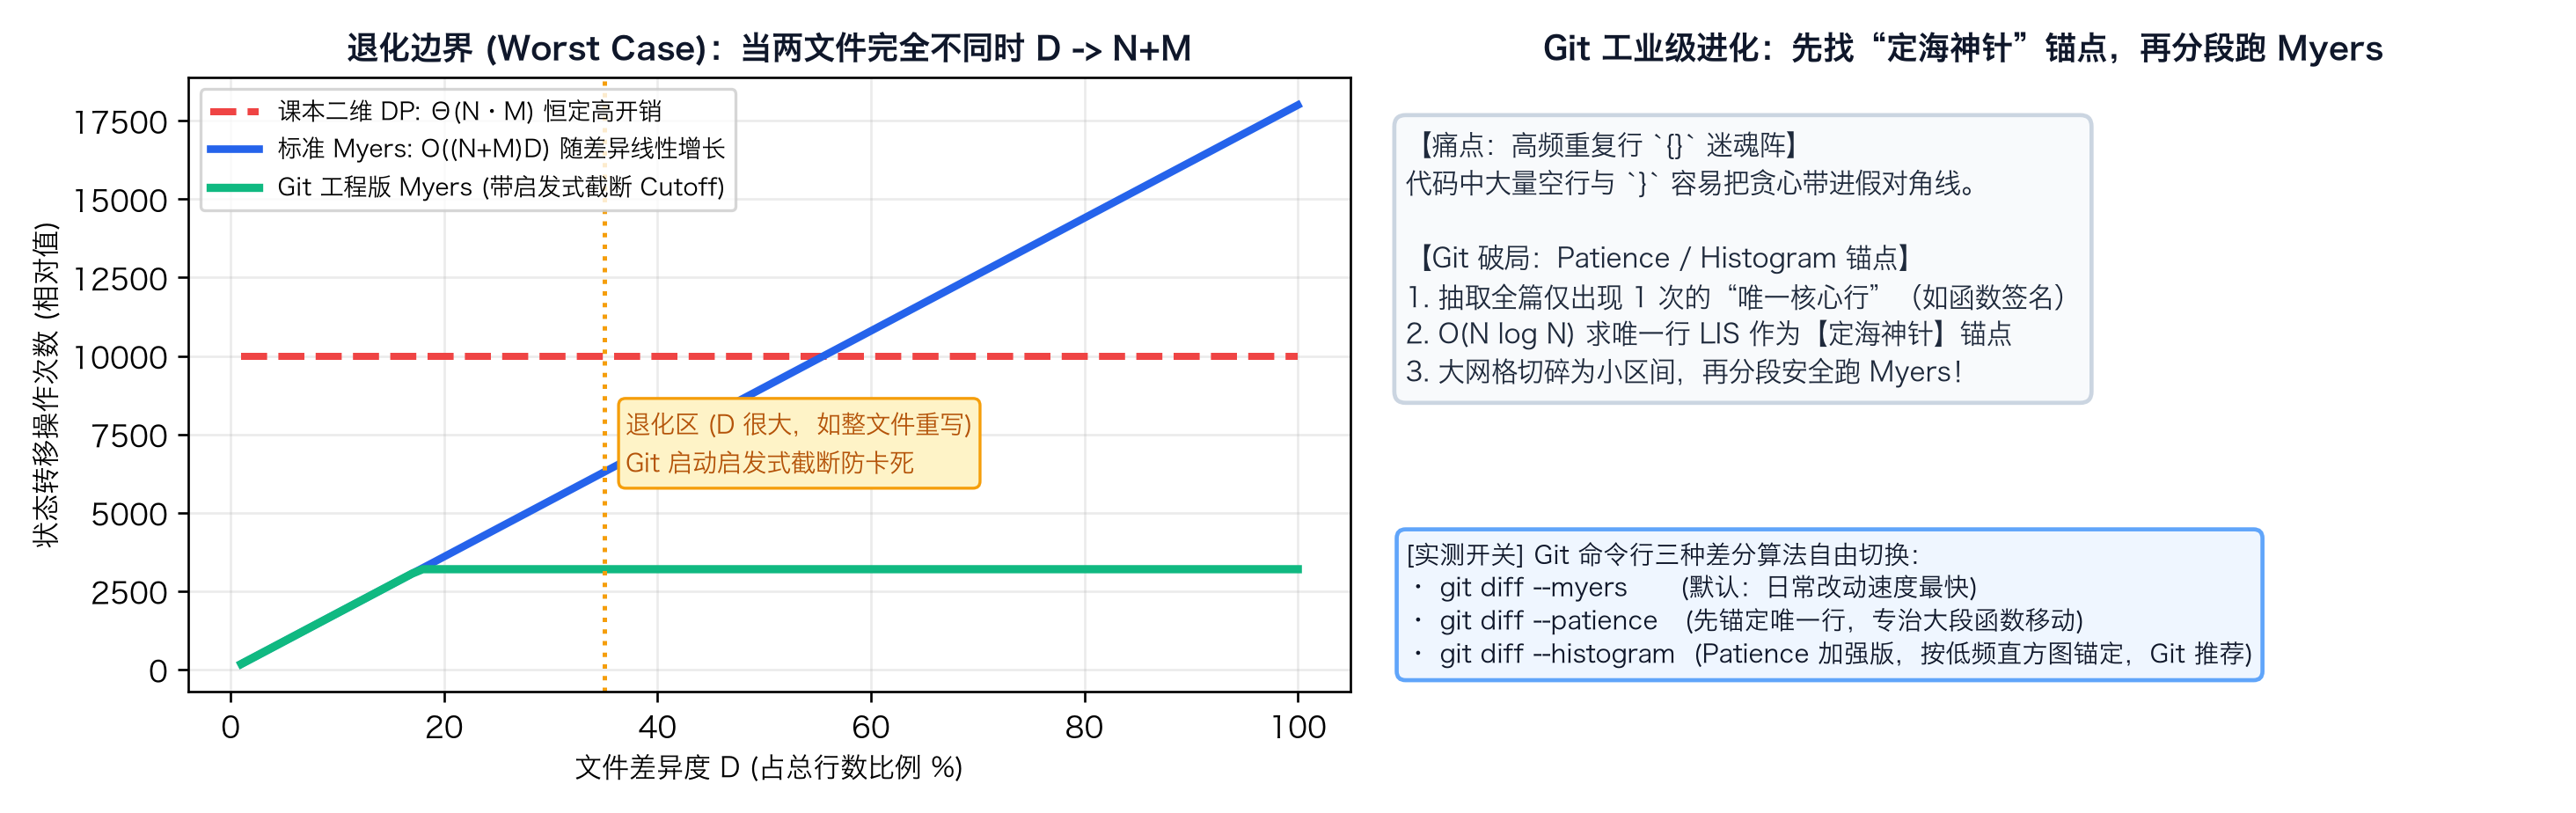 退化边界 (Worst Case)：当两文件完全不同时 D -> N+M
课本二维 DP: Θ(N · M) 恒定高开销
标准 Myers: O((N+M)D) 随差异线性增长
Git 工程版 Myers (带启发式截断 Cutoff)
状态转移操作次数 (相对值)
17500
15000
12500
10000
7500
5000
2500
0
退化区 (D 很大，如整文件重写)
Git 启动启发式截断防卡死
0 20 40 60 80 100
文件差异度 D (占总行数比例 %)
Git 工业级进化：先找“定海神针”锚点，再分段跑 Myers
【痛点：高频重复行 `{}` 迷魂阵】
代码中大量空行与 `}` 容易把贪心带进假对角线。
【Git 破局：Patience / Histogram 锚点】
1. 抽取全篇仅出现 1 次的“唯一核心行”（如函数签名）
2. O(N log N) 求唯一行 LIS 作为【定海神针】锚点
3. 大网格切碎为小区间，再分段安全跑 Myers！
[实测开关] Git 命令行三种差分算法自由切换：
· git diff --myers (默认：日常改动速度最快)
· git diff --patience (先锚定唯一行，专治大段函数移动)
· git diff --histogram (Patience 加强版，按低频直方图锚定，Git 推荐)